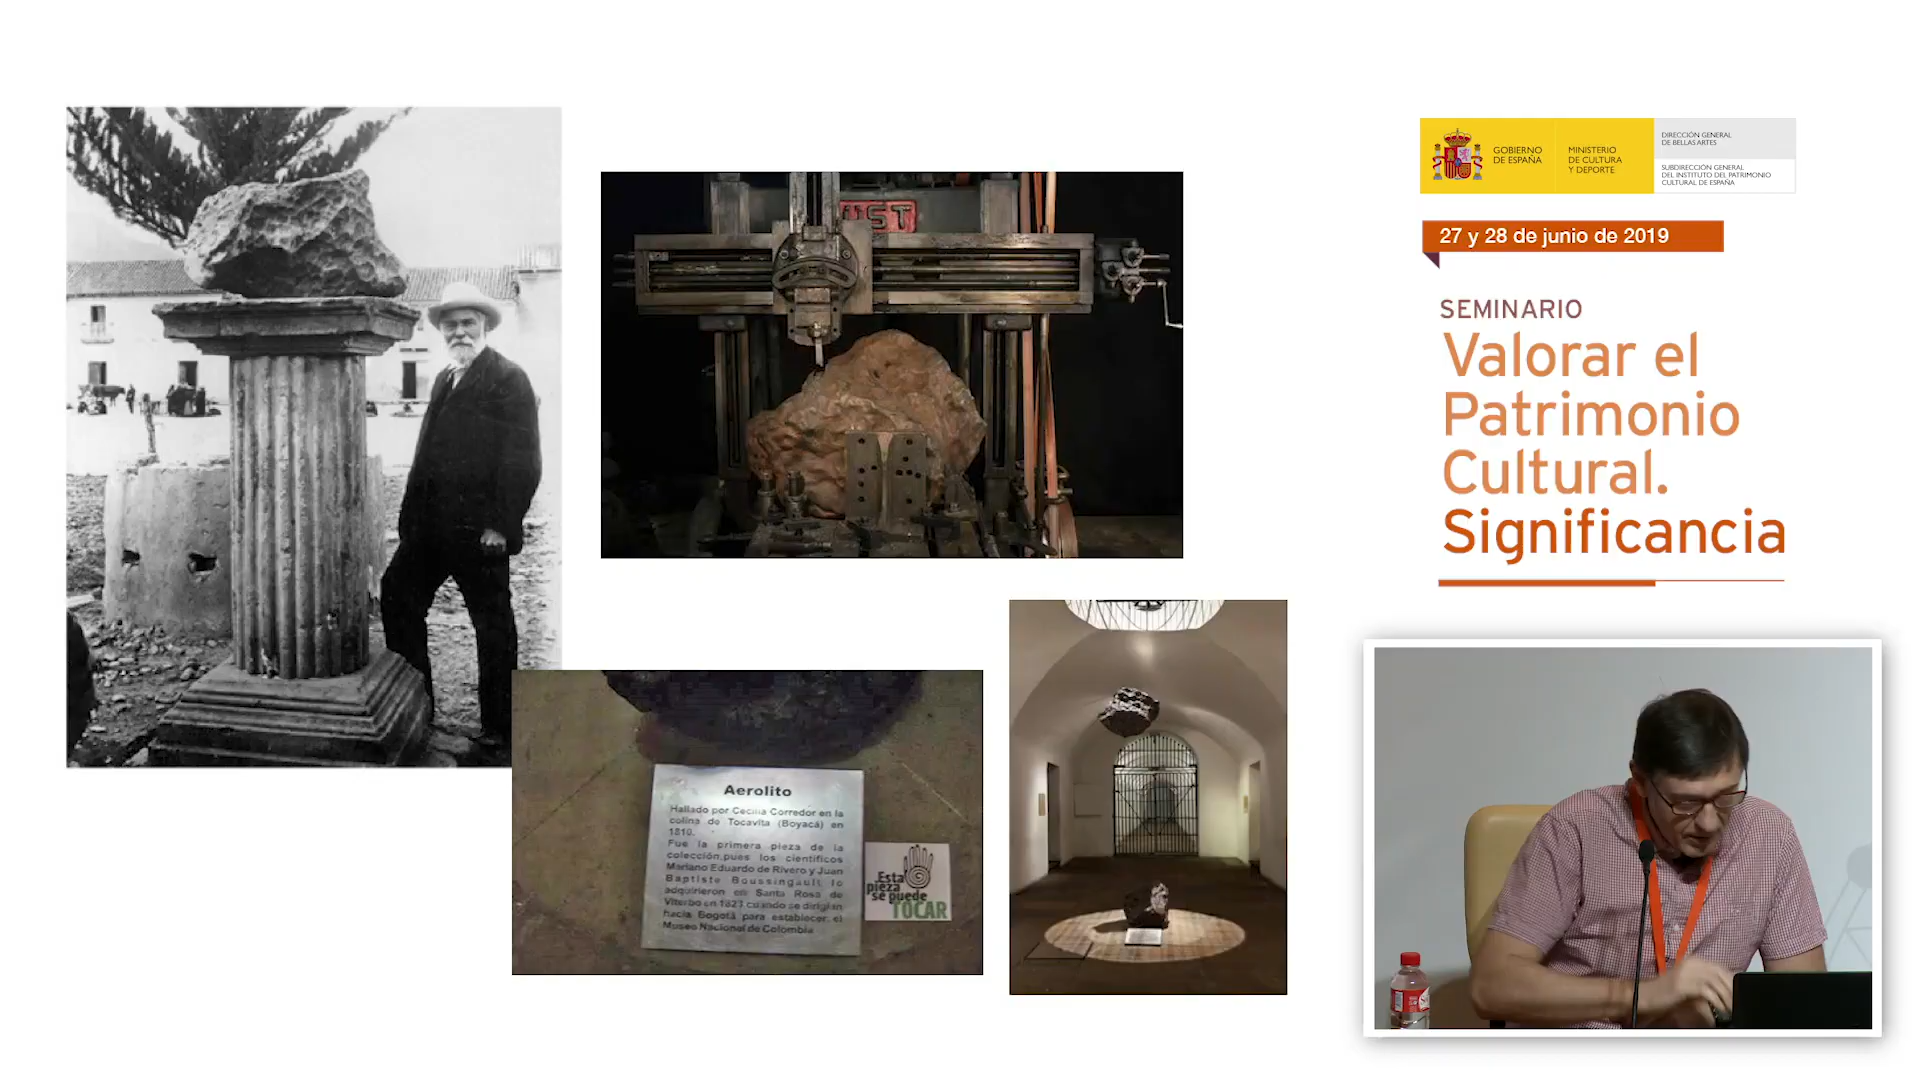 UST
Aerolito
Hallado por Cecilia Corredor en la
colina de Tocavita (Boyacá) en
1810.
Fue la primera pieza de la
colección pues los científicos
Mariano Eduardo de Rivero y Juan
Baptiste Boussingault lo
adquirieron en Santa Rosa de
Viterbo en 1823 cuando se dirigían
hacia Bogotá para establecer el
Museo Nacional de Colombia
Esta
pieza
se puede
TOCAR
GOBIERNO
DE ESPAÑA
MINISTERIO
DE CULTURA
Y DEPORTE
DIRECCIÓN GENERAL
DE BELLAS ARTES
SUBDIRECCIÓN GENERAL
DEL INSTITUTO DEL PATRIMONIO
CULTURAL DE ESPAÑA
27 y 28 de junio de 2019
SEMINARIO
Valorar el
Patrimonio
Cultural.
Significancia